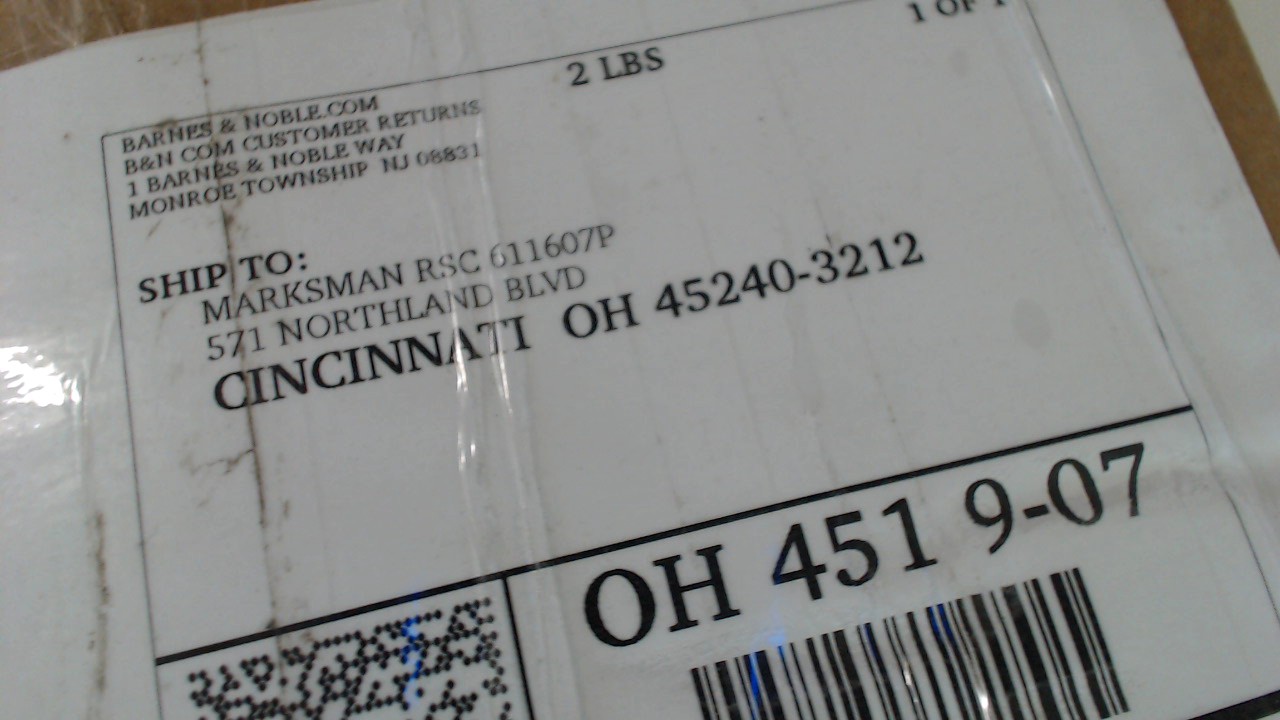 1 OF 1
2 LBS
BARNES & NOBLE.COM
B&N COM CUSTOMER RETURNS
1 BARNES & NOBLE WAY
MONROE TOWNSHIP NJ 08831
SHIP TO:
MARKSMAN RSC 611607P
571 NORTHLAND BLVD
CINCINNATI OH 45240-3212
OH 451 9-07